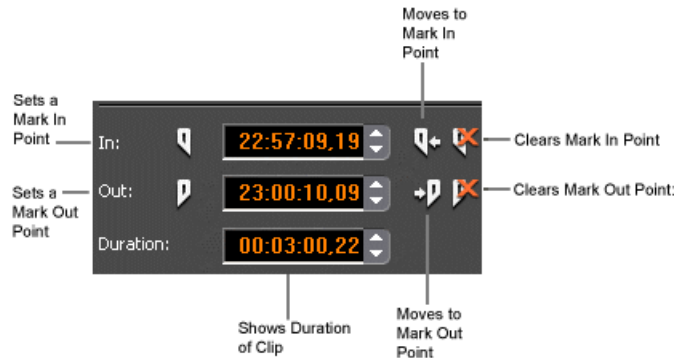 Moves to
Mark In
Point
Sets a
Mark In
Point
In:
22:57:09,19
Clears Mark In Point
Sets a
Mark Out
Point
Out:
23:00:10,09
Clears Mark Out Point:
Duration:
00:03:00,22
Shows Duration
of Clip
Moves to
Mark Out
Point